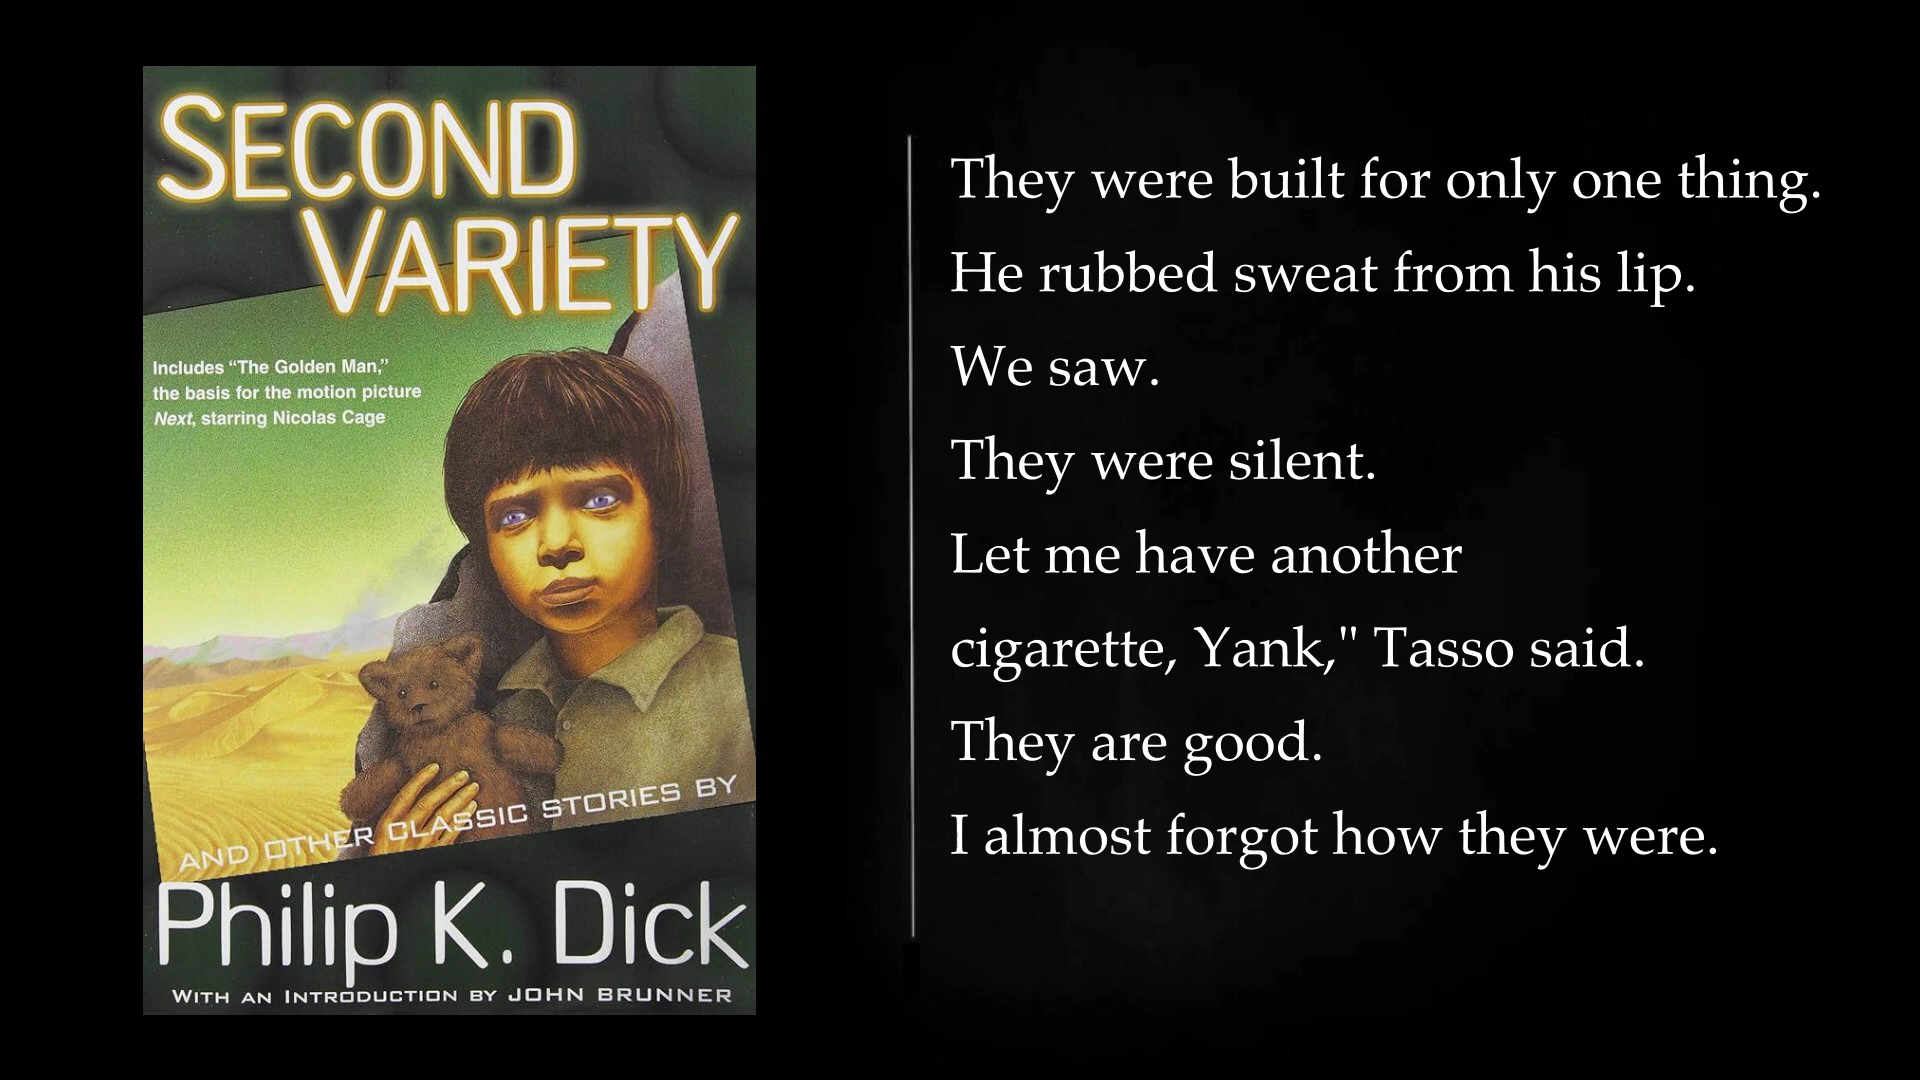 SECOND
VARIETY
Includes “The Golden Man,”
the basis for the motion picture
Next, starring Nicolas Cage
AND OTHER CLASSIC STORIES BY
Philip K. Dick
WITH AN INTRODUCTION BY JOHN BRUNNER
They were built for only one thing.
He rubbed sweat from his lip.
We saw.
They were silent.
Let me have another
cigarette, Yank," Tasso said.
They are good.
I almost forgot how they were.